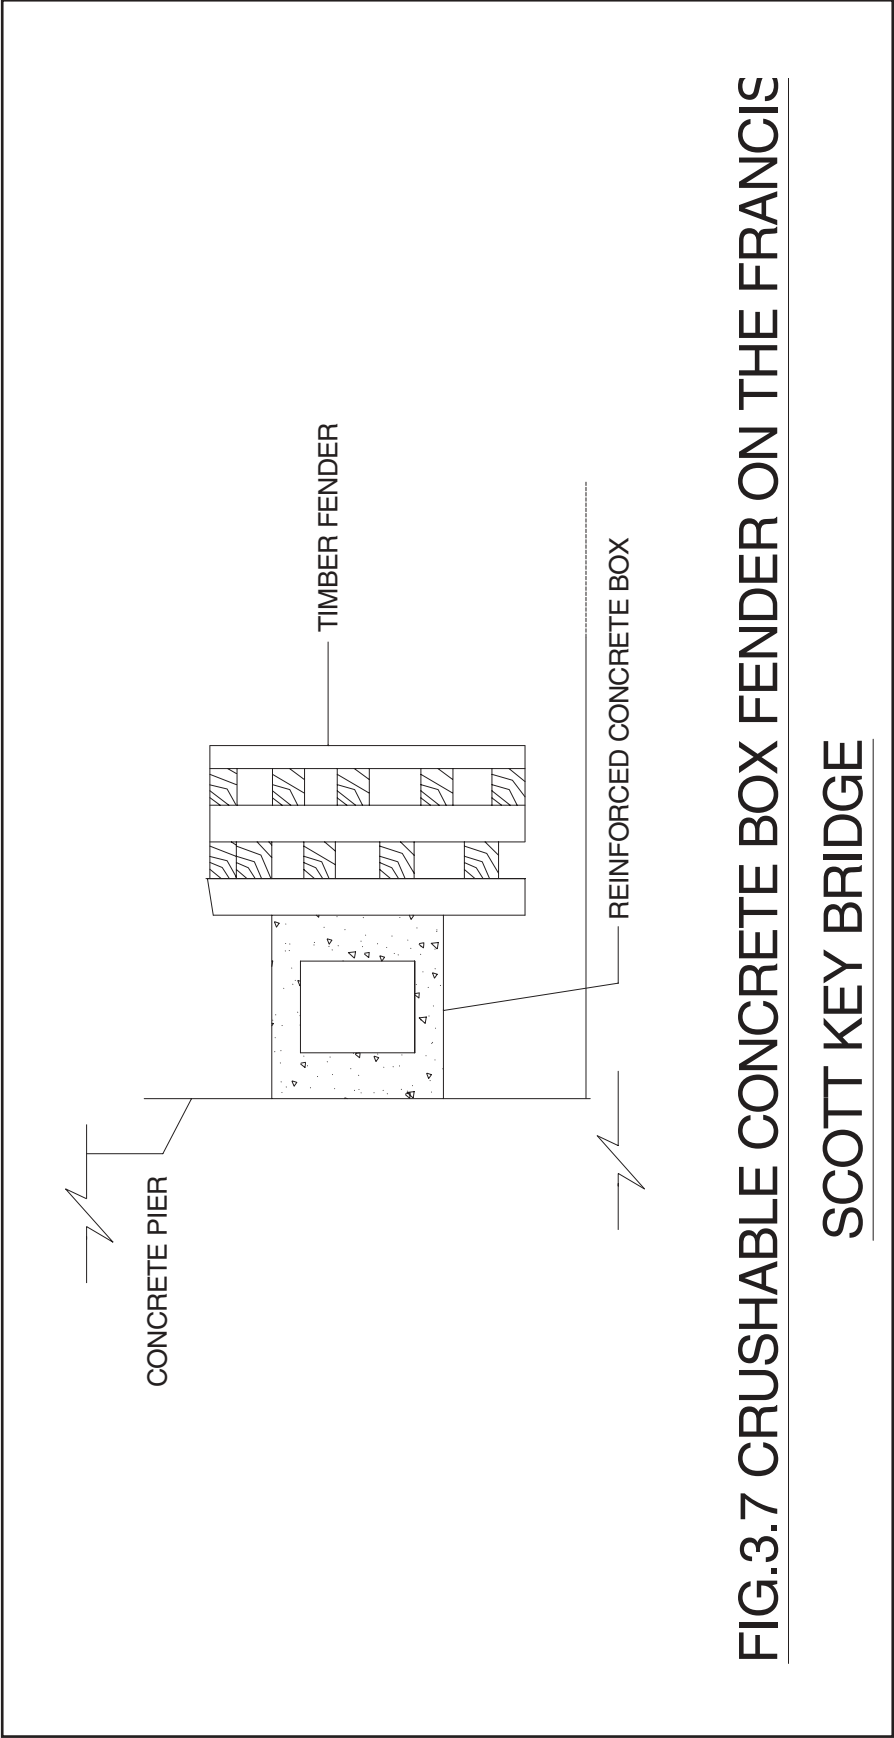 CONCRETE PIER
TIMBER FENDER
REINFORCED CONCRETE BOX
FIG.3.7 CRUSHABLE CONCRETE BOX FENDER ON THE FRANCIS
SCOTT KEY BRIDGE